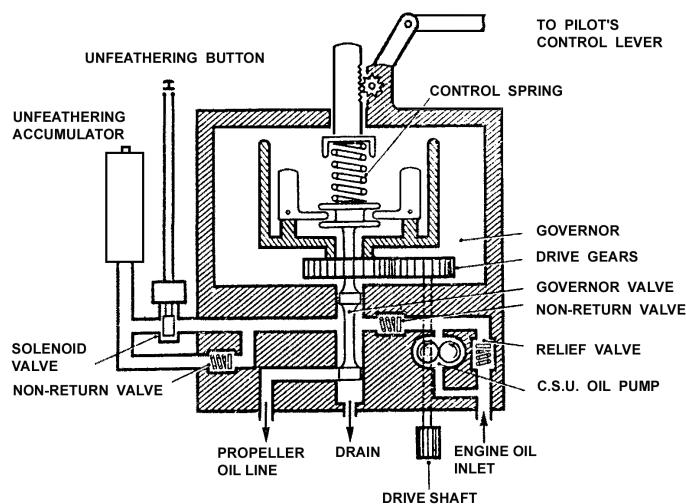 TO PILOT'S
CONTROL LEVER
UNFEATHERING BUTTON
CONTROL SPRING
UNFEATHERING
ACCUMULATOR
GOVERNOR
DRIVE GEARS
GOVERNOR VALVE
NON-RETURN VALVE
SOLENOID
VALVE
RELIEF VALVE
NON-RETURN VALVE
C.S.U. OIL PUMP
PROPELLER
OIL LINE
DRAIN
ENGINE OIL
INLET
DRIVE SHAFT